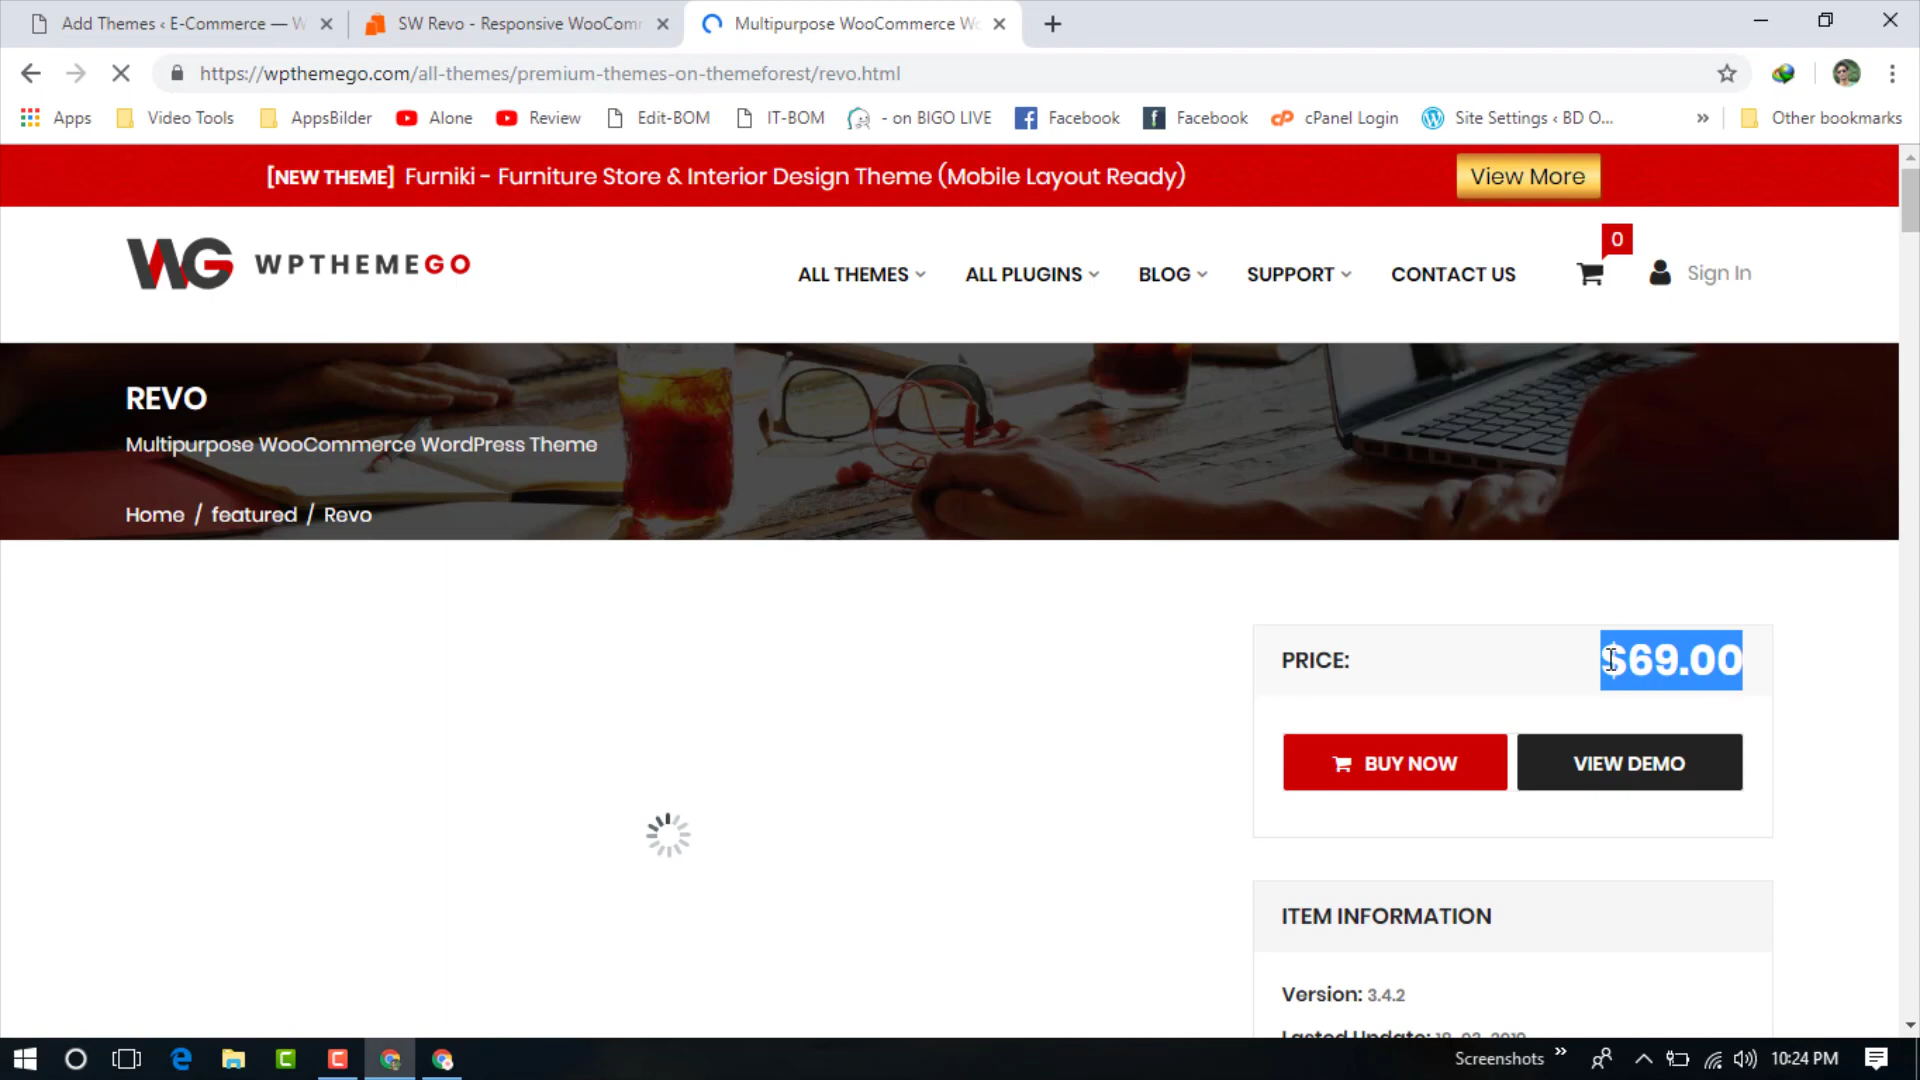 Add Themes ‹ E-Commerce — W
SW Revo - Responsive WooComm
Multipurpose WooCommerce Wo
https://wpthemego.com/all-themes/premium-themes-on-themeforest/revo.html
Apps
Video Tools
AppsBilder
Alone
Review
Edit-BOM
IT-BOM
- on BIGO LIVE
Facebook
Facebook
cPanel Login
Site Settings ‹ BD O...
»
Other bookmarks
[NEW THEME] Furniki - Furniture Store & Interior Design Theme (Mobile Layout Ready)
View More
WG WPTHEMEGO
ALL THEMES
ALL PLUGINS
BLOG
SUPPORT
CONTACT US
0
Sign In
REVO
Multipurpose WooCommerce WordPress Theme
Home / featured / Revo
PRICE:
$69.00
BUY NOW
VIEW DEMO
ITEM INFORMATION
Version: 3.4.2
Lasted Update: 18-03-2019
Screenshots
»
10:24 PM